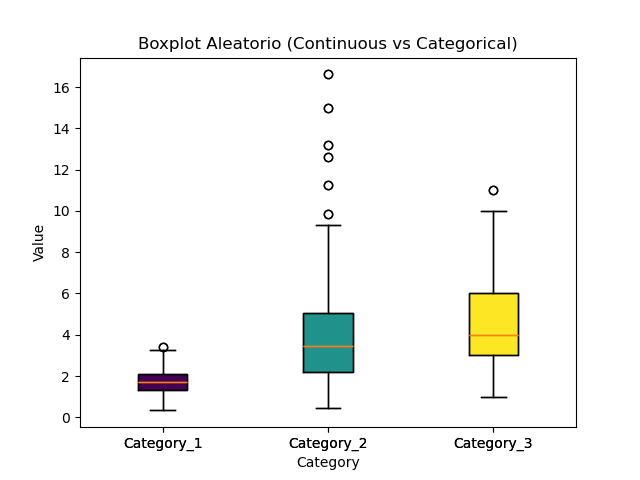 Boxplot Aleatorio (Continuous vs Categorical)
Value
16
14
12
10
8
6
4
2
0
Category_1 Category_2 Category_3
Category